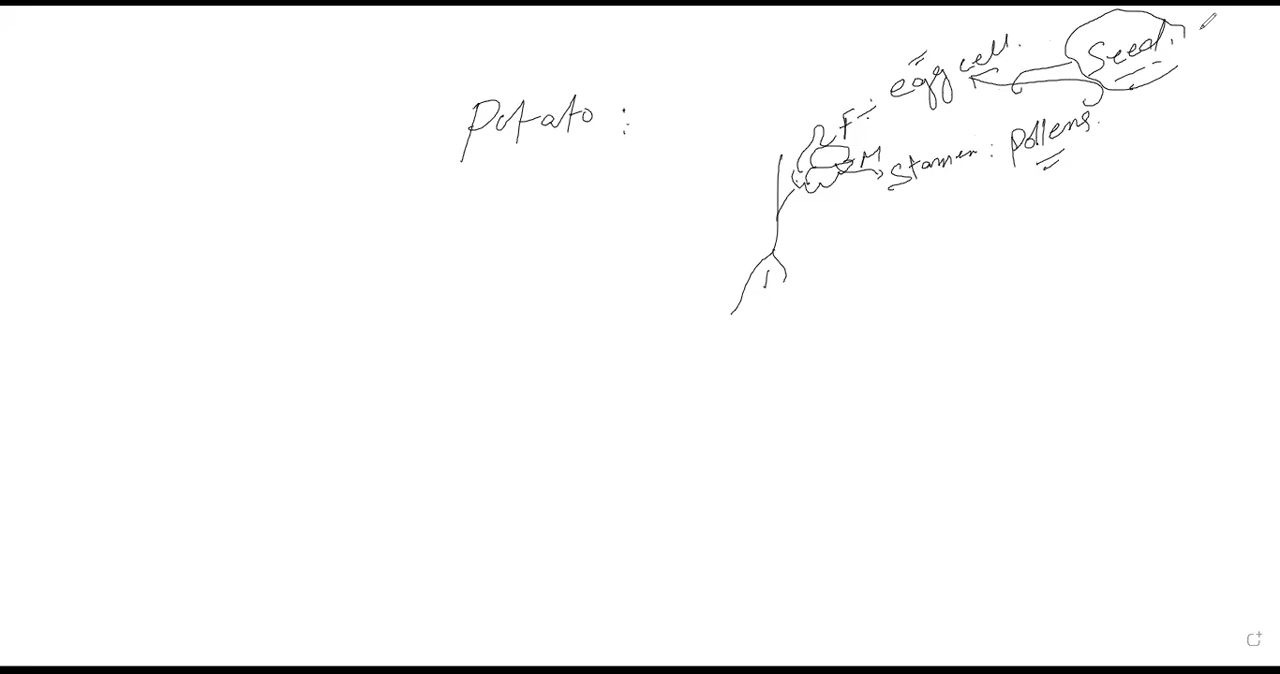 Seed.
F : egg cell.
Potato :
M stamen : pollens.